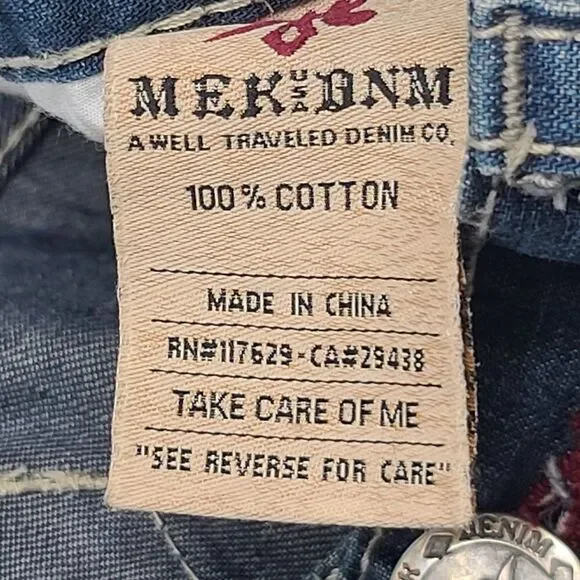 MEK USA DNM
A WELL TRAVELED DENIM CO.
100% COTTON
MADE IN CHINA
RN#117629-CA#29438
TAKE CARE OF ME
"SEE REVERSE FOR CARE"
DENIM